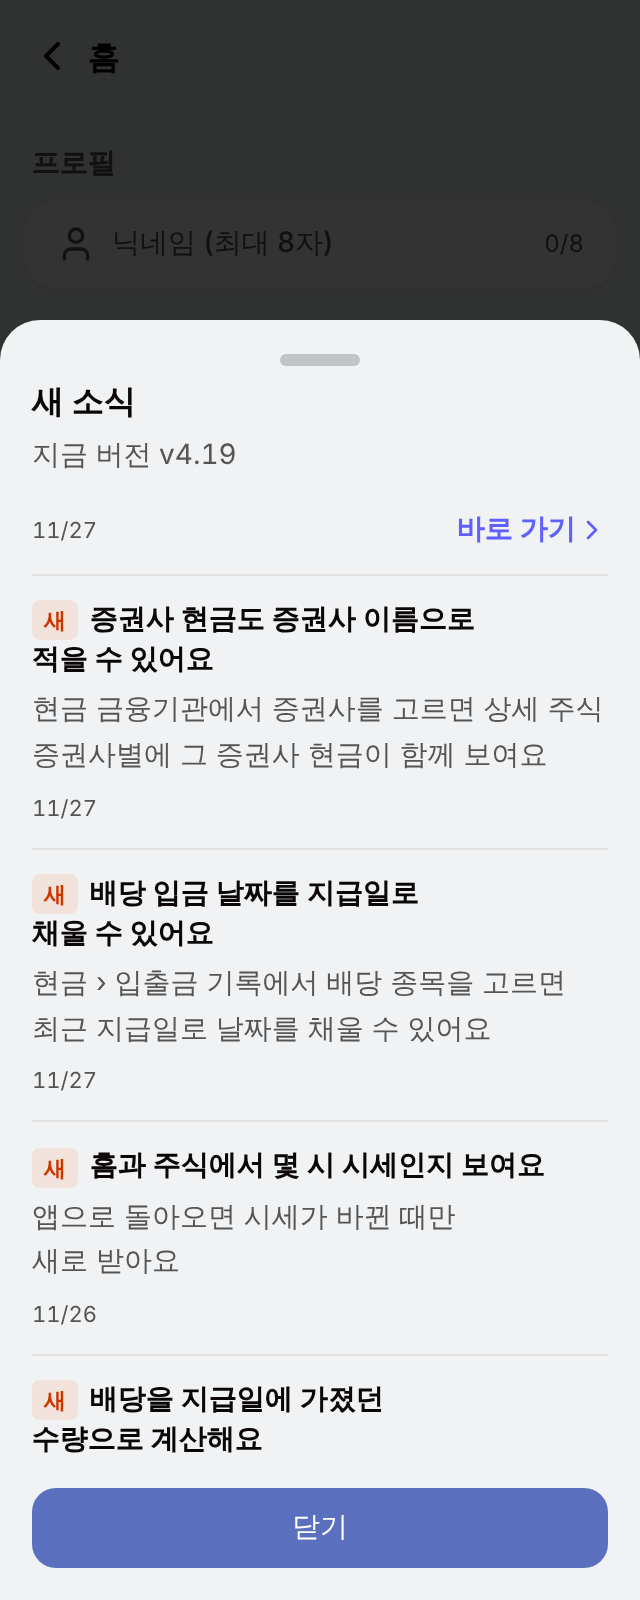 홈
프로필
닉네임 (최대 8자)
0/8
새 소식
지금 버전 v4.19
11/27
바로 가기
새 증권사 현금도 증권사 이름으로
적을 수 있어요
현금 금융기관에서 증권사를 고르면 상세 주식
증권사별에 그 증권사 현금이 함께 보여요
11/27
새 배당 입금 날짜를 지급일로
채울 수 있어요
현금 › 입출금 기록에서 배당 종목을 고르면
최근 지급일로 날짜를 채울 수 있어요
11/27
새 홈과 주식에서 몇 시 시세인지 보여요
앱으로 돌아오면 시세가 바뀐 때만
새로 받아요
11/26
새 배당을 지급일에 가졌던
수량으로 계산해요
닫기